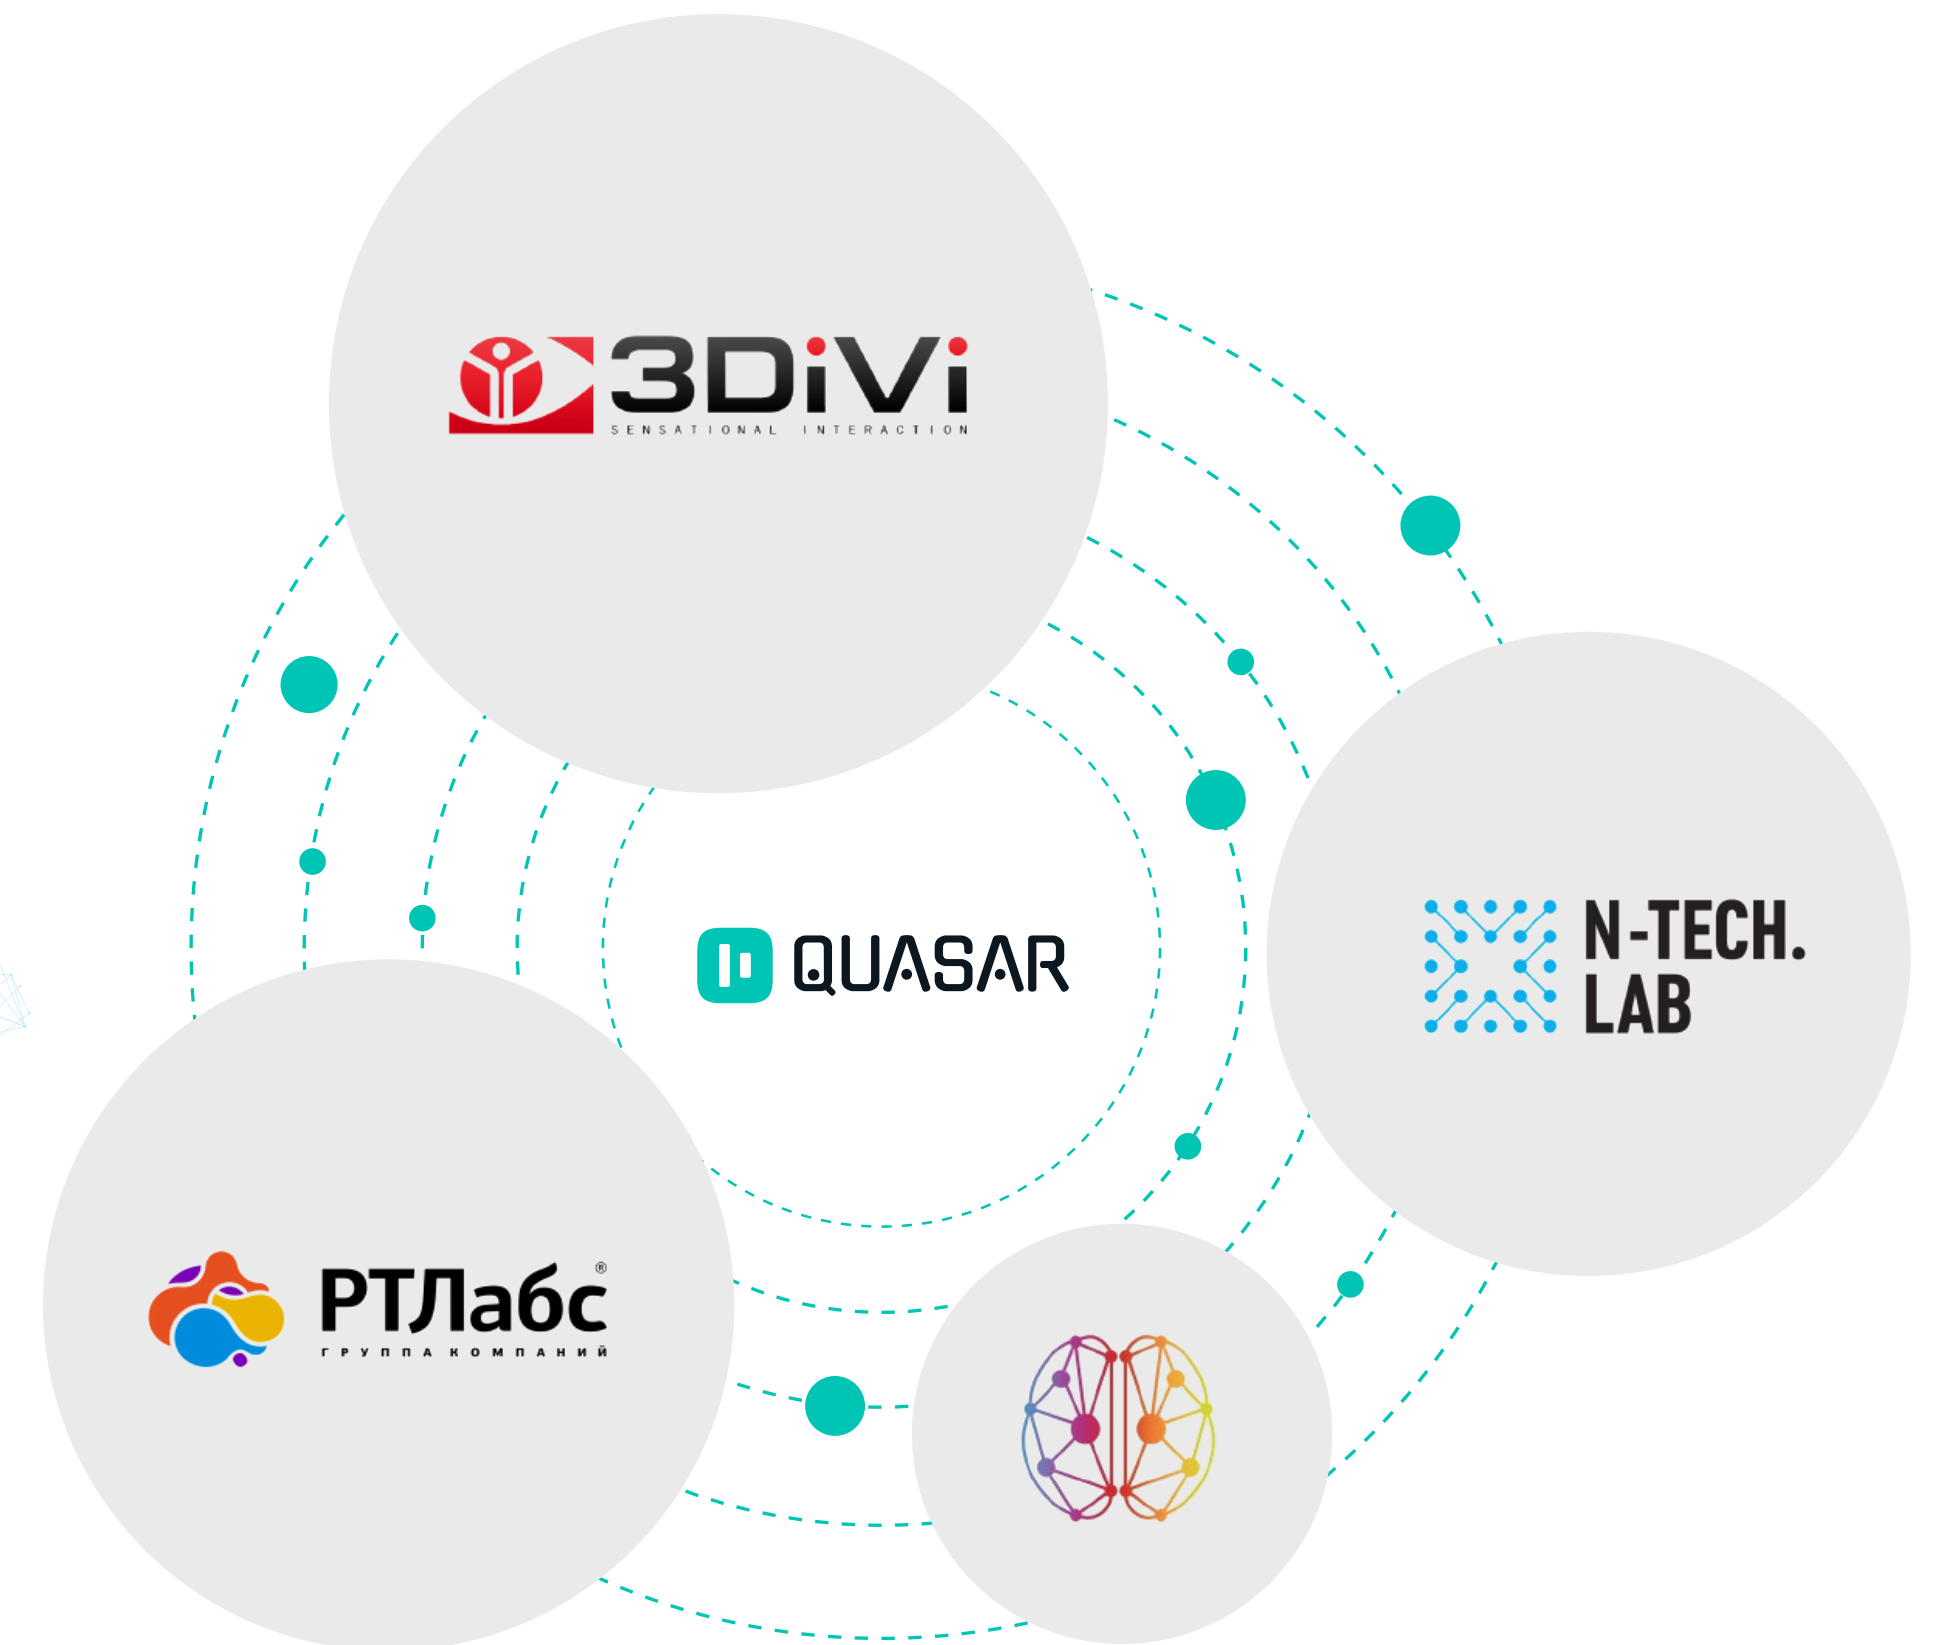 3DiVi
SENSATIONAL INTERACTION
QUASAR
N-TECH.
LAB
РТЛабс®
ГРУППА КОМПАНИЙ